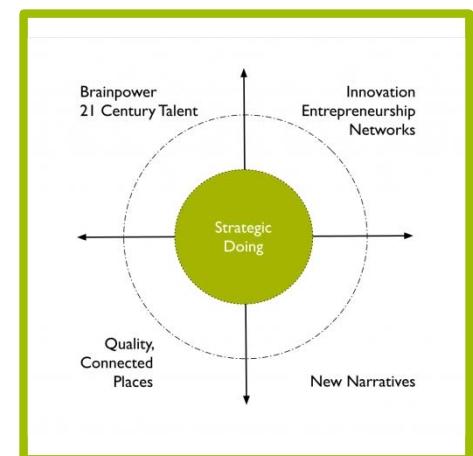 Brainpower
21 Century Talent
Innovation
Entrepreneurship
Networks
Strategic
Doing
Quality,
Connected
Places
New Narratives